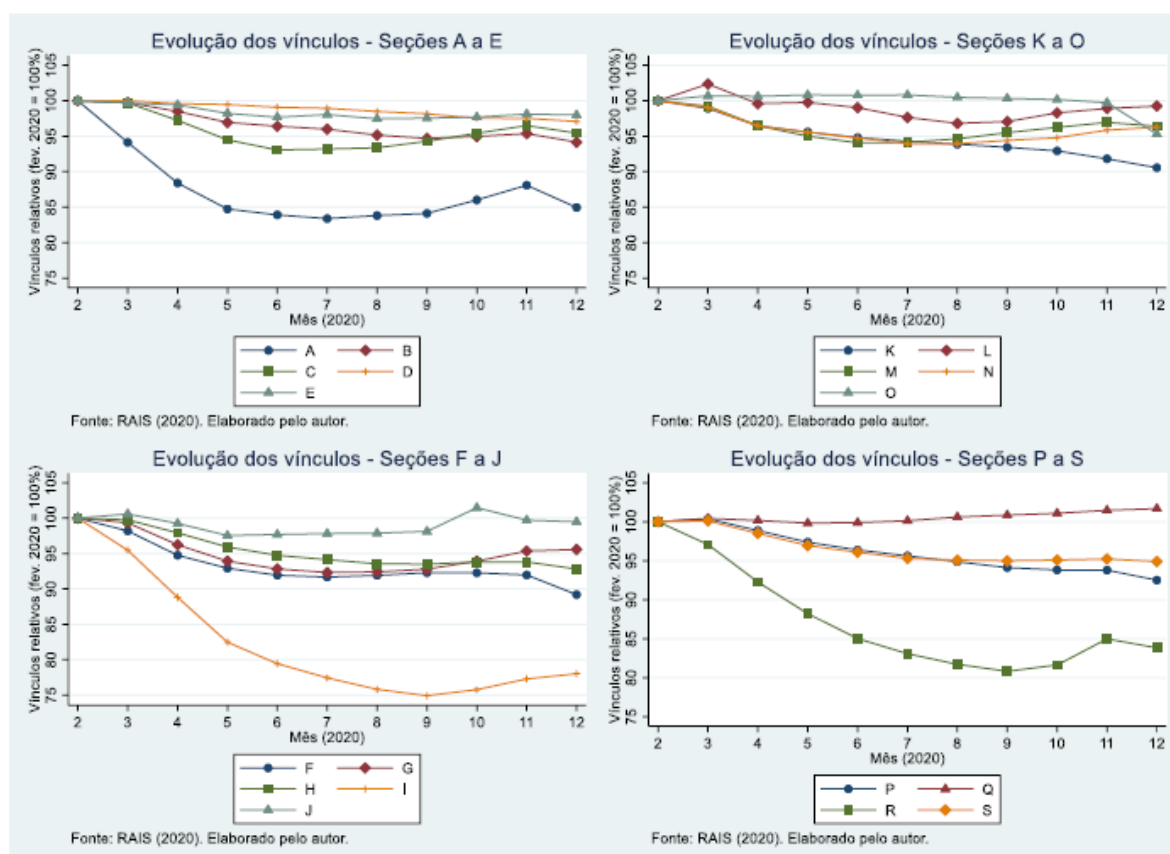 Evolução dos vínculos - Seções A a E
Vínculos relativos (fev. 2020 = 100%)
105
100
95
90
85
80
75
2 3 4 5 6 7 8 9 10 11 12
Mês (2020)
A B
C D
E
Fonte: RAIS (2020). Elaborado pelo autor.
Evolução dos vínculos - Seções K a O
Vínculos relativos (fev. 2020 = 100%)
105
100
95
90
85
80
75
2 3 4 5 6 7 8 9 10 11 12
Mês (2020)
K L
M N
O
Fonte: RAIS (2020). Elaborado pelo autor.
Evolução dos vínculos - Seções F a J
Vínculos relativos (fev. 2020 = 100%)
105
100
95
90
85
80
75
2 3 4 5 6 7 8 9 10 11 12
Mês (2020)
F G
H I
J
Fonte: RAIS (2020). Elaborado pelo autor.
Evolução dos vínculos - Seções P a S
Vínculos relativos (fev. 2020 = 100%)
105
100
95
90
85
80
75
2 3 4 5 6 7 8 9 10 11 12
Mês (2020)
P Q
R S
Fonte: RAIS (2020). Elaborado pelo autor.